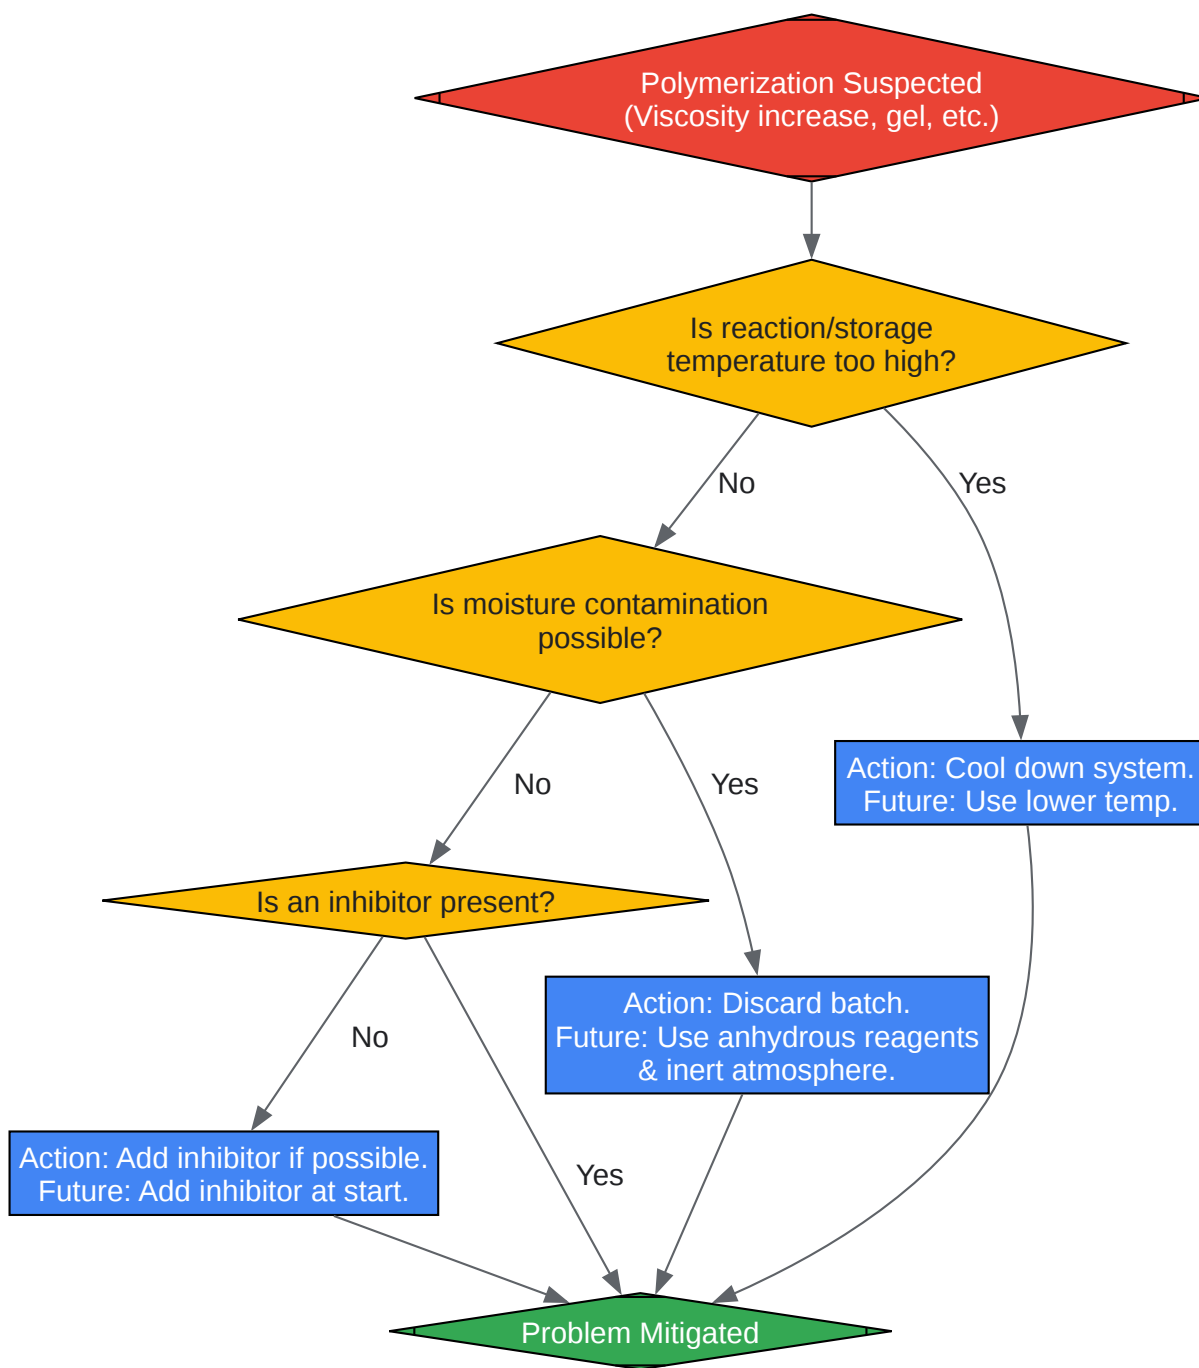 Polymerization Suspected
(Viscosity increase, gel, etc.)
Is reaction/storage
temperature too high?
No
Yes
Is moisture contamination
possible?
No
Yes
Action: Cool down system.
Future: Use lower temp.
Is an inhibitor present?
No
Yes
Action: Discard batch.
Future: Use anhydrous reagents
& inert atmosphere.
Action: Add inhibitor if possible.
Future: Add inhibitor at start.
Problem Mitigated